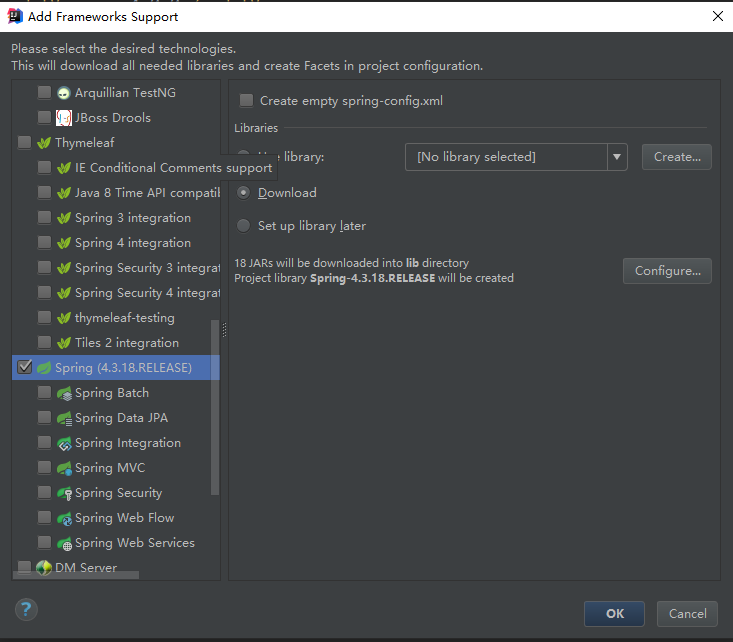 Add Frameworks Support
Please select the desired technologies.
This will download all needed libraries and create Facets in project configuration.
Arquillian TestNG
JBoss Drools
Thymeleaf
IE Conditional Comments support
Java 8 Time API compatib
Spring 3 integration
Spring 4 integration
Spring Security 3 integrat
Spring Security 4 integrat
thymeleaf-testing
Tiles 2 integration
Spring (4.3.18.RELEASE)
Spring Batch
Spring Data JPA
Spring Integration
Spring MVC
Spring Security
Spring Web Flow
Spring Web Services
DM Server
Create empty spring-config.xml
Libraries
library:
[No library selected]
Create...
Download
Set up library later
18 JARs will be downloaded into lib directory
Project library Spring-4.3.18.RELEASE will be created
Configure...
?
OK
Cancel